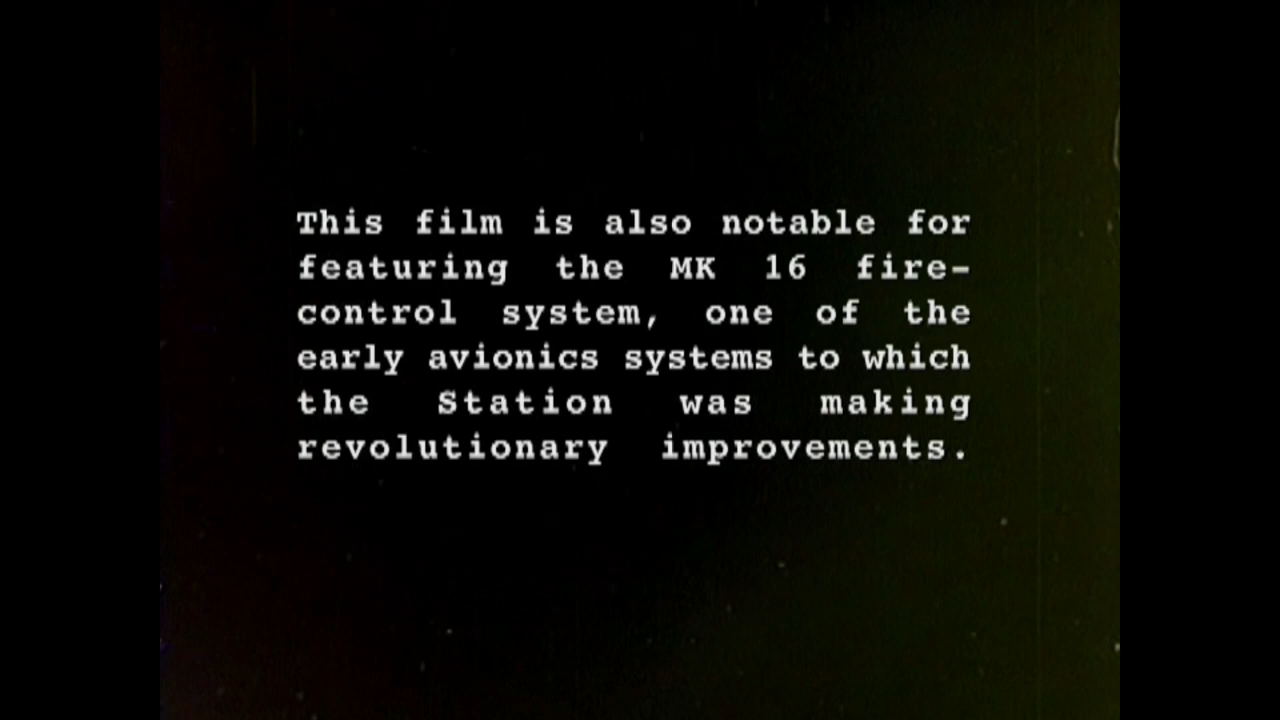 This film is also notable for
featuring the MK 16 fire-
control system, one of the
early avionics systems to which
the Station was making
revolutionary improvements.